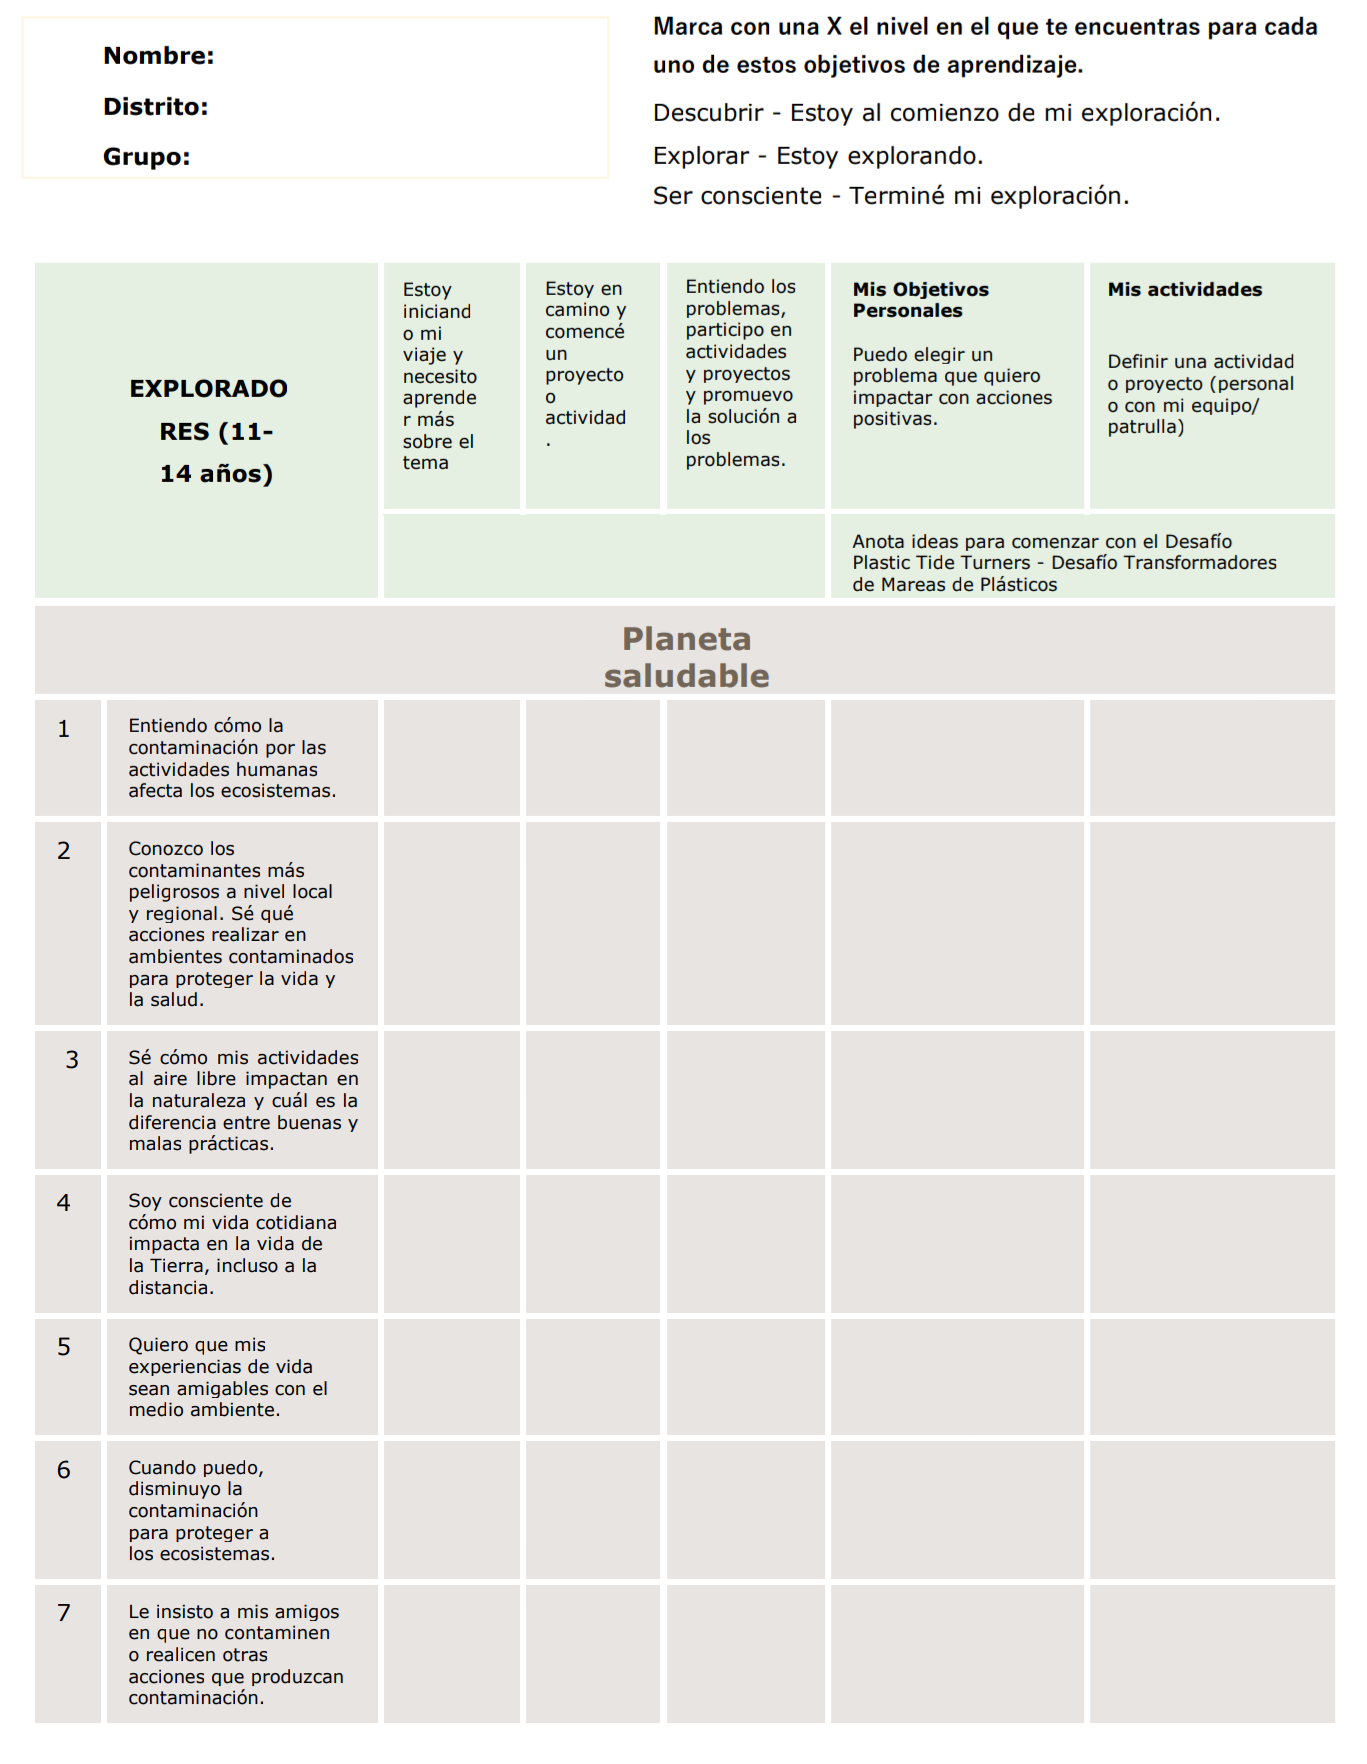 Nombre:
Distrito:
Grupo:
Marca con una X el nivel en el que te encuentras para cada
uno de estos objetivos de aprendizaje.
Descubrir - Estoy al comienzo de mi exploración.
Explorar - Estoy explorando.
Ser consciente - Terminé mi exploración.
EXPLORADO
RES (11-
14 años)
Estoy
iniciand
o mi
viaje y
necesito
aprende
r más
sobre el
tema
Estoy en
camino y
comencé
un
proyecto
o
actividad
.
Entiendo los
problemas,
participo en
actividades
y proyectos
y promuevo
la solución a
los
problemas.
Mis Objetivos
Personales
Puedo elegir un
problema que quiero
impactar con acciones
positivas.
Mis actividades
Definir una actividad
o proyecto (personal
o con mi equipo/
patrulla)
Anota ideas para comenzar con el Desafío
Plastic Tide Turners - Desafío Transformadores
de Mareas de Plásticos
Planeta
saludable
1
Entiendo cómo la
contaminación por las
actividades humanas
afecta los ecosistemas.
2
Conozco los
contaminantes más
peligrosos a nivel local
y regional. Sé qué
acciones realizar en
ambientes contaminados
para proteger la vida y
la salud.
3
Sé cómo mis actividades
al aire libre impactan en
la naturaleza y cuál es la
diferencia entre buenas y
malas prácticas.
4
Soy consciente de
cómo mi vida cotidiana
impacta en la vida de
la Tierra, incluso a la
distancia.
5
Quiero que mis
experiencias de vida
sean amigables con el
medio ambiente.
6
Cuando puedo,
disminuyo la
contaminación
para proteger a
los ecosistemas.
7
Le insisto a mis amigos
en que no contaminen
o realicen otras
acciones que produzcan
contaminación.